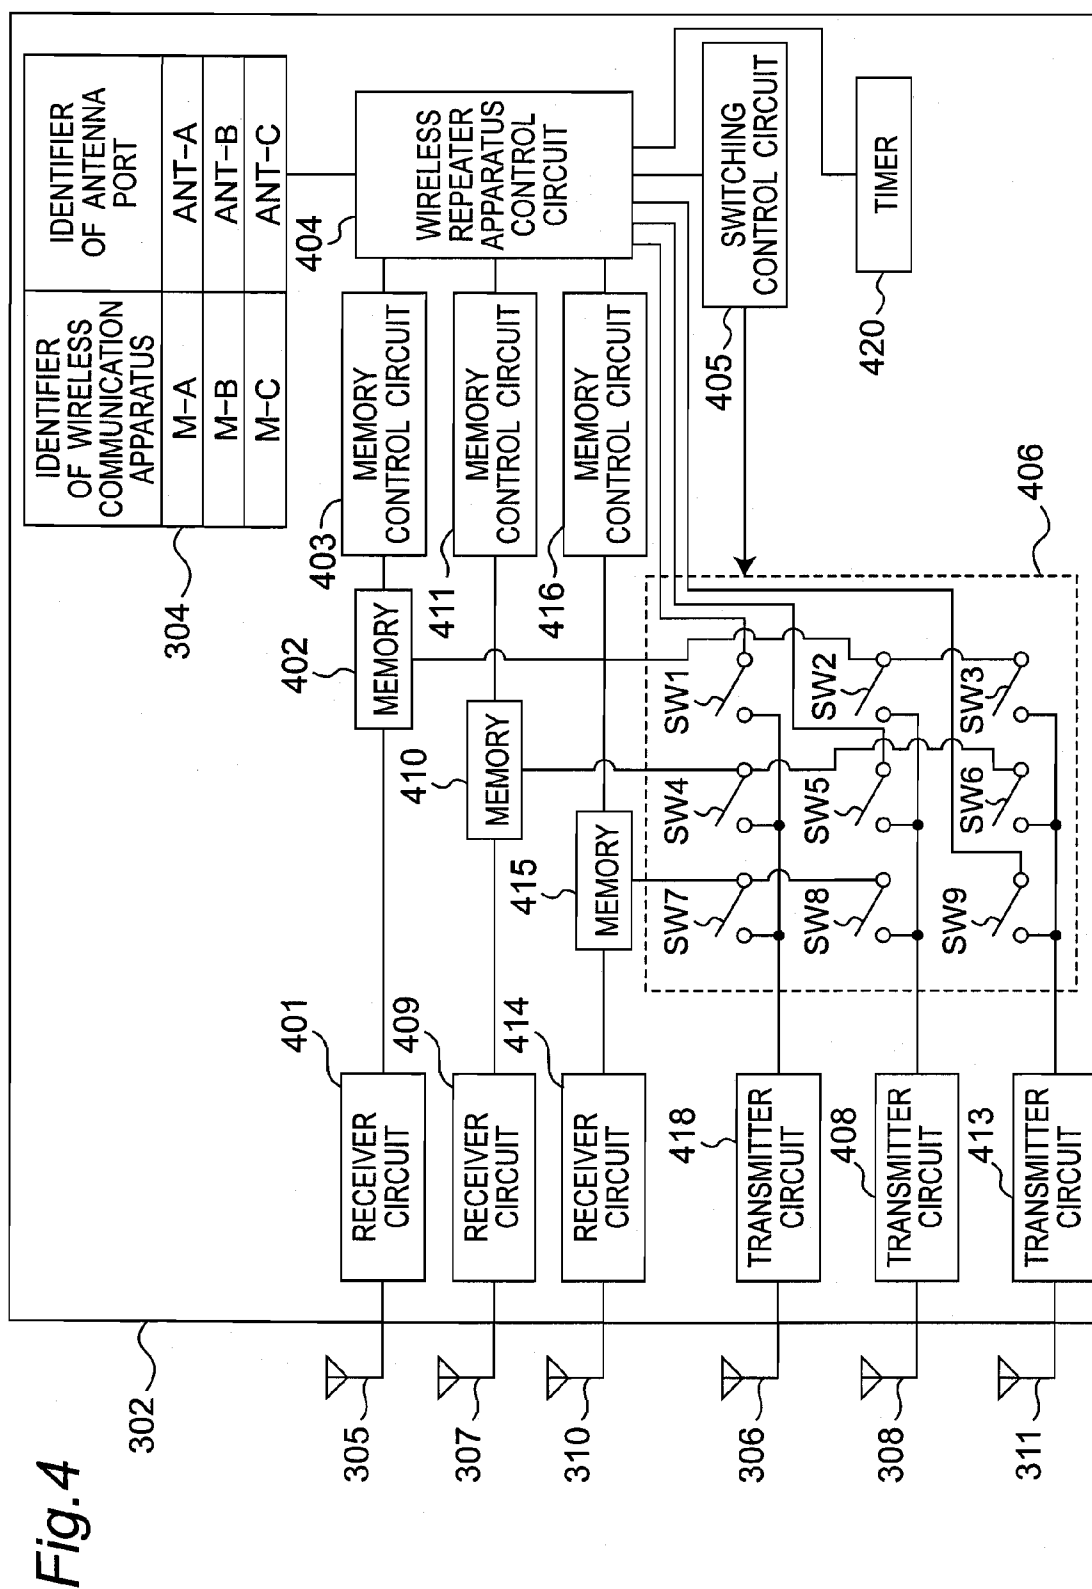 Fig.4
302
304
IDENTIFIER
OF WIRELESS
COMMUNICATION
APPARATUS
IDENTIFIER
OF ANTENNA
PORT
M-A
ANT-A
M-B
ANT-B
M-C
ANT-C
305
401
RECEIVER
CIRCUIT
402
MEMORY
403
MEMORY
CONTROL CIRCUIT
404
WIRELESS
REPEATER
APPARATUS
CONTROL
CIRCUIT
307
409
RECEIVER
CIRCUIT
410
MEMORY
411
MEMORY
CONTROL CIRCUIT
310
414
RECEIVER
CIRCUIT
415
MEMORY
416
MEMORY
CONTROL CIRCUIT
306
418
TRANSMITTER
CIRCUIT
SW7
SW4
SW1
405
SWITCHING
CONTROL CIRCUIT
308
408
TRANSMITTER
CIRCUIT
SW8
SW5
SW2
420
TIMER
311
413
TRANSMITTER
CIRCUIT
SW9
SW6
SW3
406